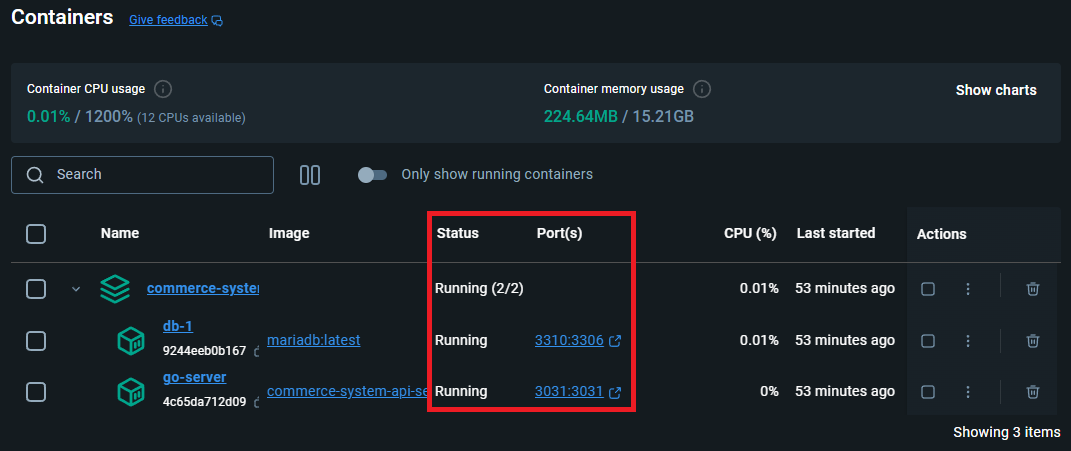 Containers Give feedback
Container CPU usage Container memory usage Show charts
0.01% / 1200% (12 CPUs available) 224.64MB / 15.21GB
Search Only show running containers
Name Image Status Port(s) CPU (%) Last started Actions
commerce-system Running (2/2) 0.01% 53 minutes ago
db-1
9244eeb0b167 mariadb:latest Running 3310:3306 0.01% 53 minutes ago
go-server
4c65da712d09 commerce-system-api-se Running 3031:3031 0% 53 minutes ago
Showing 3 items